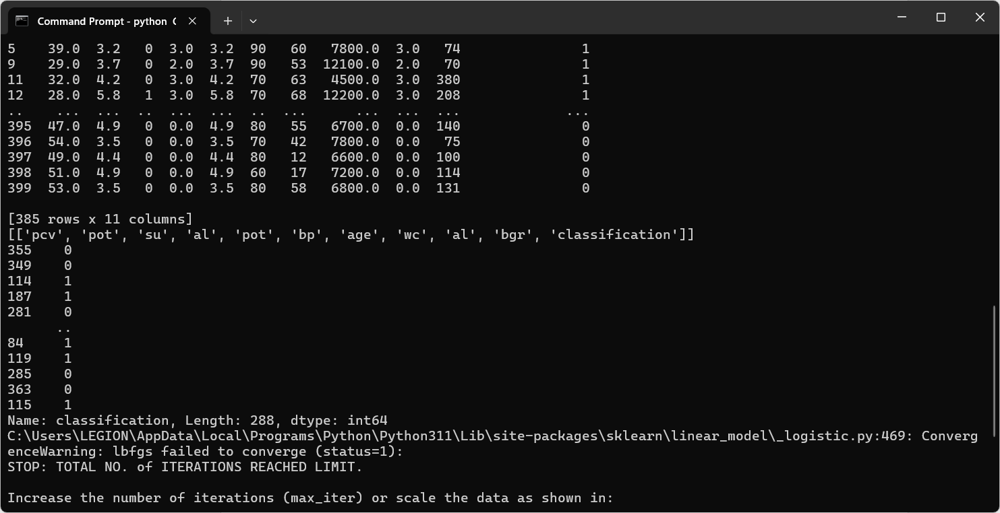 Command Prompt - python C
5 39.0 3.2 0 3.0 3.2 90 60 7800.0 3.0 74 1
9 29.0 3.7 0 2.0 3.7 90 53 12100.0 2.0 70 1
11 32.0 4.2 0 3.0 4.2 70 63 4500.0 3.0 380 1
12 28.0 5.8 1 3.0 5.8 70 68 12200.0 3.0 208 1
.. ... ... .. ... ... .. ... ... ... ... ...
395 47.0 4.9 0 0.0 4.9 80 55 6700.0 0.0 140 0
396 54.0 3.5 0 0.0 3.5 70 42 7800.0 0.0 75 0
397 49.0 4.4 0 0.0 4.4 80 12 6600.0 0.0 100 0
398 51.0 4.9 0 0.0 4.9 60 17 7200.0 0.0 114 0
399 53.0 3.5 0 0.0 3.5 80 58 6800.0 0.0 131 0
[385 rows x 11 columns]
[['pcv', 'pot', 'su', 'al', 'pot', 'bp', 'age', 'wc', 'al', 'bgr', 'classification']]
355 0
349 0
114 1
187 1
281 0
..
84 1
119 1
285 0
363 0
115 1
Name: classification, Length: 288, dtype: int64
C:\Users\LEGION\AppData\Local\Programs\Python\Python311\Lib\site-packages\sklearn\linear_model\_logistic.py:469: Converg
enceWarning: lbfgs failed to converge (status=1):
STOP: TOTAL NO. of ITERATIONS REACHED LIMIT.
Increase the number of iterations (max_iter) or scale the data as shown in: